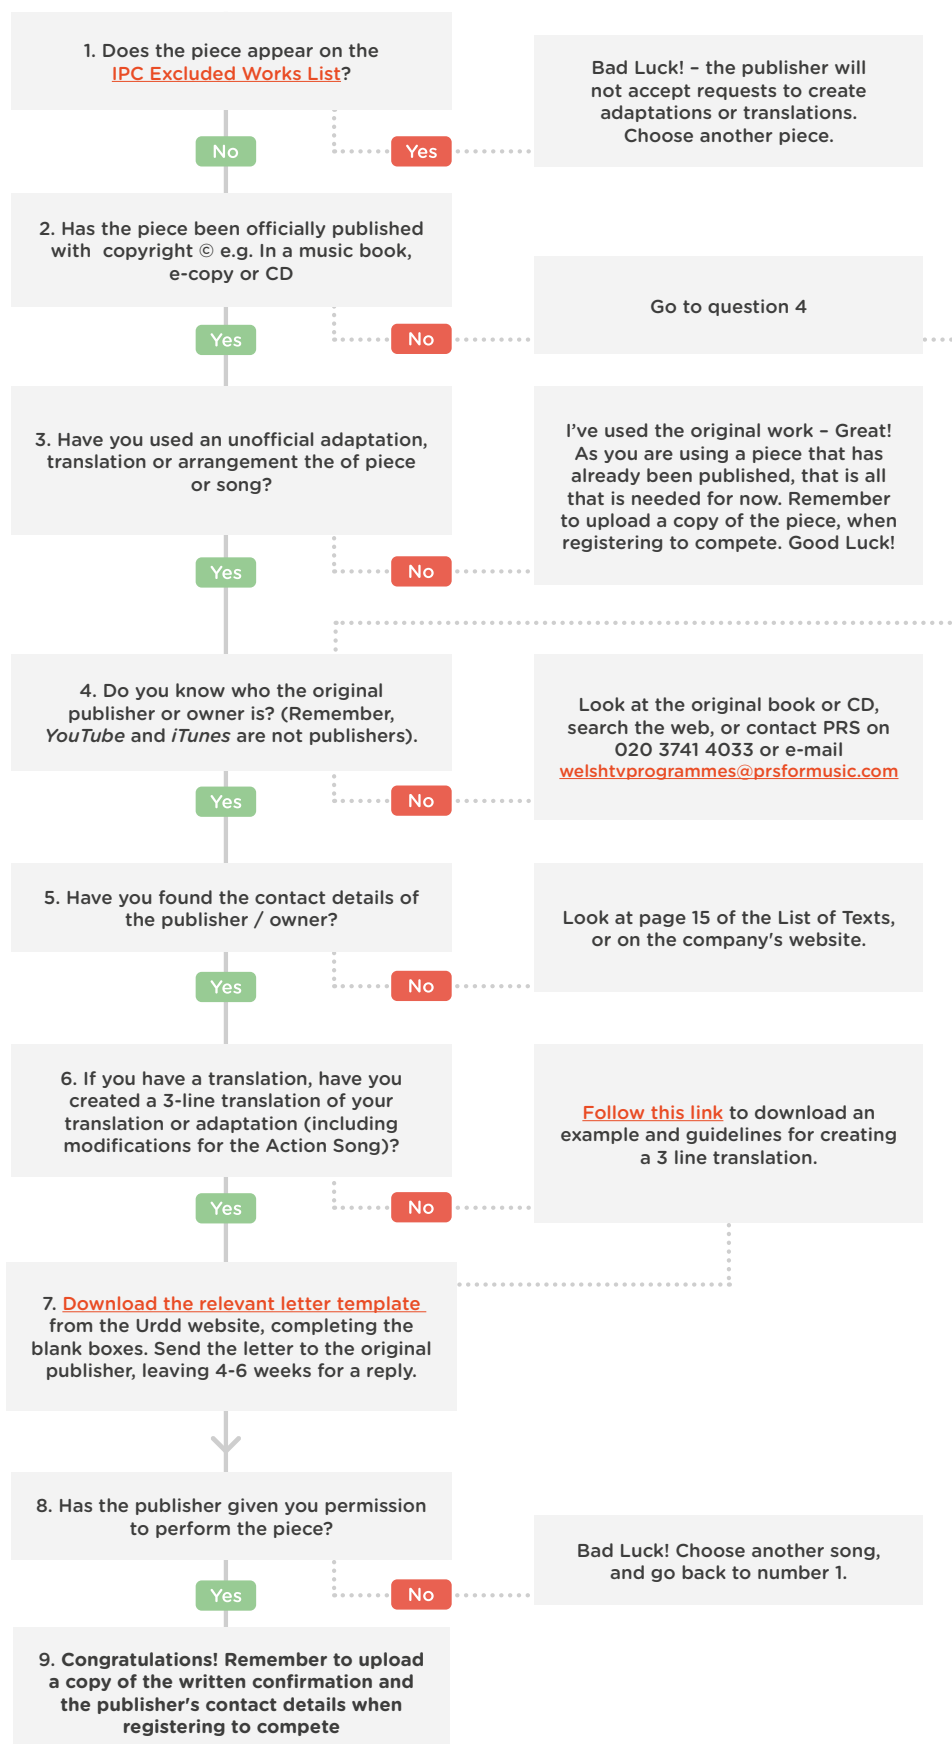 1. Does the piece appear on the
IPC Excluded Works List?
Bad Luck! – the publisher will
not accept requests to create
adaptations or translations.
Choose another piece.
No
Yes
2. Has the piece been officially published
with copyright © e.g. In a music book,
e-copy or CD
Go to question 4
Yes
No
3. Have you used an unofficial adaptation,
translation or arrangement the of piece
or song?
I've used the original work – Great!
As you are using a piece that has
already been published, that is all
that is needed for now. Remember
to upload a copy of the piece, when
registering to compete. Good Luck!
Yes
No
4. Do you know who the original
publisher or owner is? (Remember,
YouTube and iTunes are not publishers).
Look at the original book or CD,
search the web, or contact PRS on
020 3741 4033 or e-mail
welshtvprogrammes@prsformusic.com
Yes
No
5. Have you found the contact details of
the publisher / owner?
Look at page 15 of the List of Texts,
or on the company's website.
Yes
No
6. If you have a translation, have you
created a 3-line translation of your
translation or adaptation (including
modifications for the Action Song)?
Follow this link to download an
example and guidelines for creating
a 3 line translation.
Yes
No
7. Download the relevant letter template
from the Urdd website, completing the
blank boxes. Send the letter to the original
publisher, leaving 4-6 weeks for a reply.
8. Has the publisher given you permission
to perform the piece?
Bad Luck! Choose another song,
and go back to number 1.
Yes
No
9. Congratulations! Remember to upload
a copy of the written confirmation and
the publisher's contact details when
registering to compete